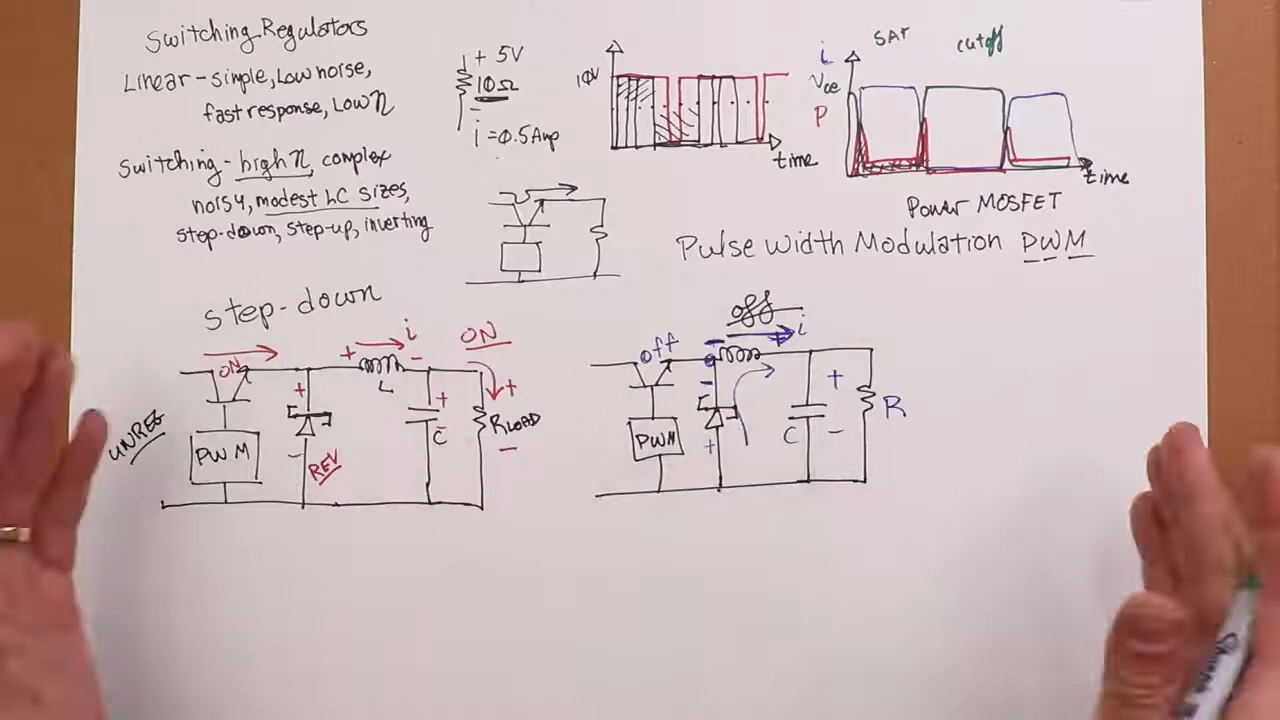 Switching Regulators
Linear - simple, Low noise,
fast response, Low η
Switching - high η, complex
noisy, modest LC sizes,
step-down, step-up, inverting
+ 5V
10Ω
-
i = 0.5 Amp
10V
time
i
Vce
P
SAT
cutoff
time
Power MOSFET
Pulse Width Modulation PWM
step-down
ON
+
i
-
L
ON
UNREG
PWM
+
-
REV
+
-
C
+
RLOAD
-
off
off
i
-
-
+
PWM
+
-
C
R